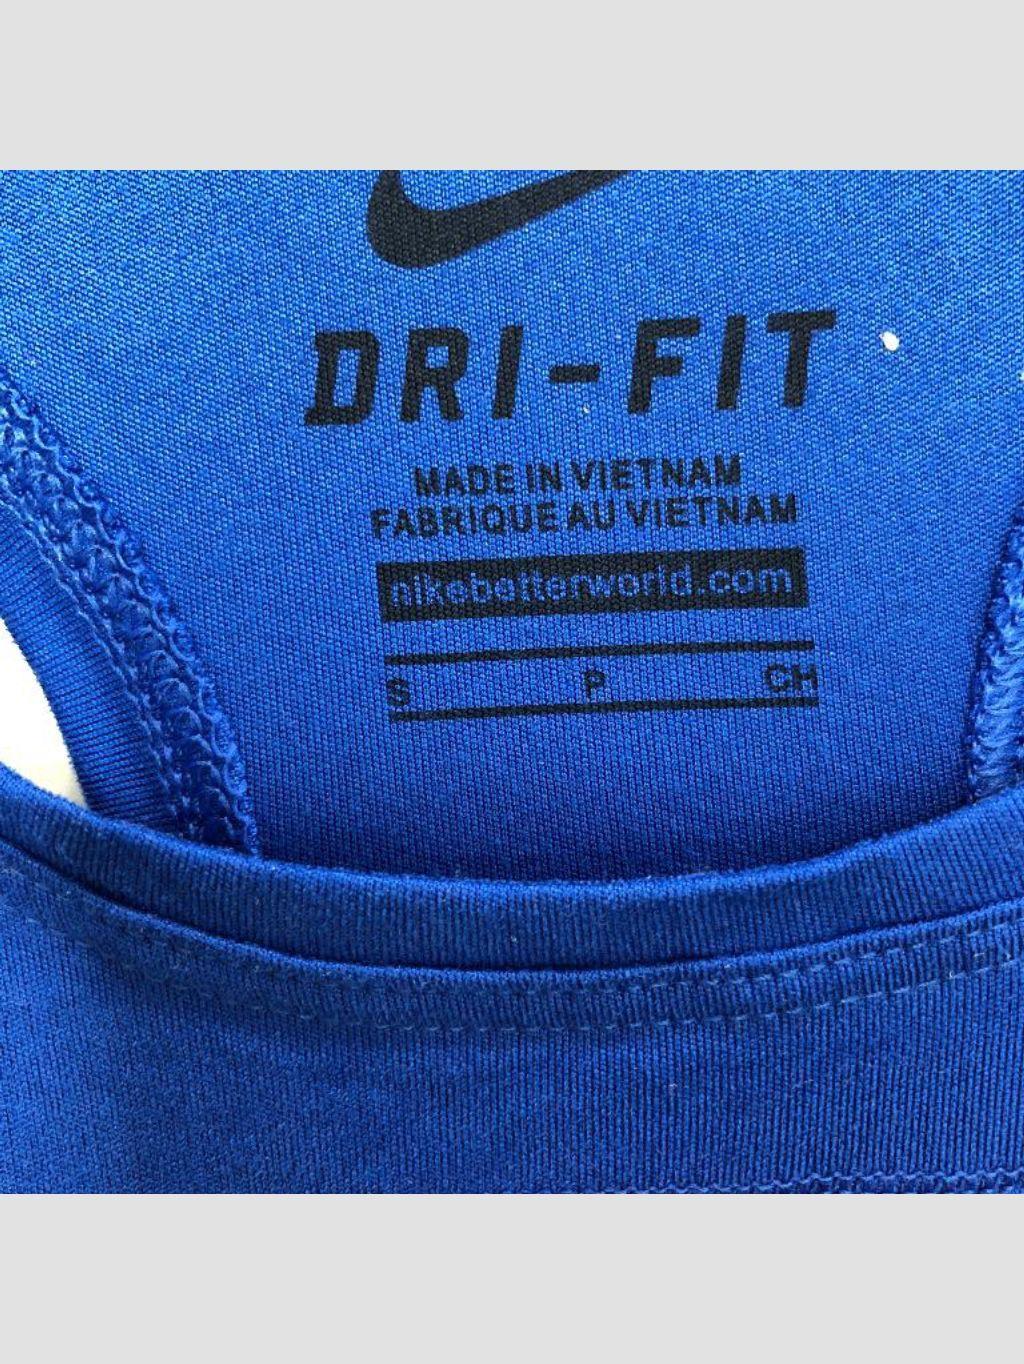 DRI-FIT
MADE IN VIETNAM
FABRIQUE AU VIETNAM
nikebetterworld.com
S P CH